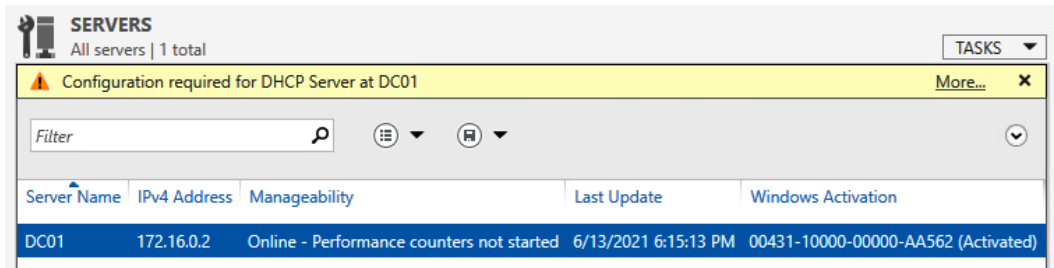 SERVERS
All servers | 1 total
TASKS
Configuration required for DHCP Server at DC01 More...
Filter
Server Name IPv4 Address Manageability Last Update Windows Activation
DC01 172.16.0.2 Online - Performance counters not started 6/13/2021 6:15:13 PM 00431-10000-00000-AA562 (Activated)